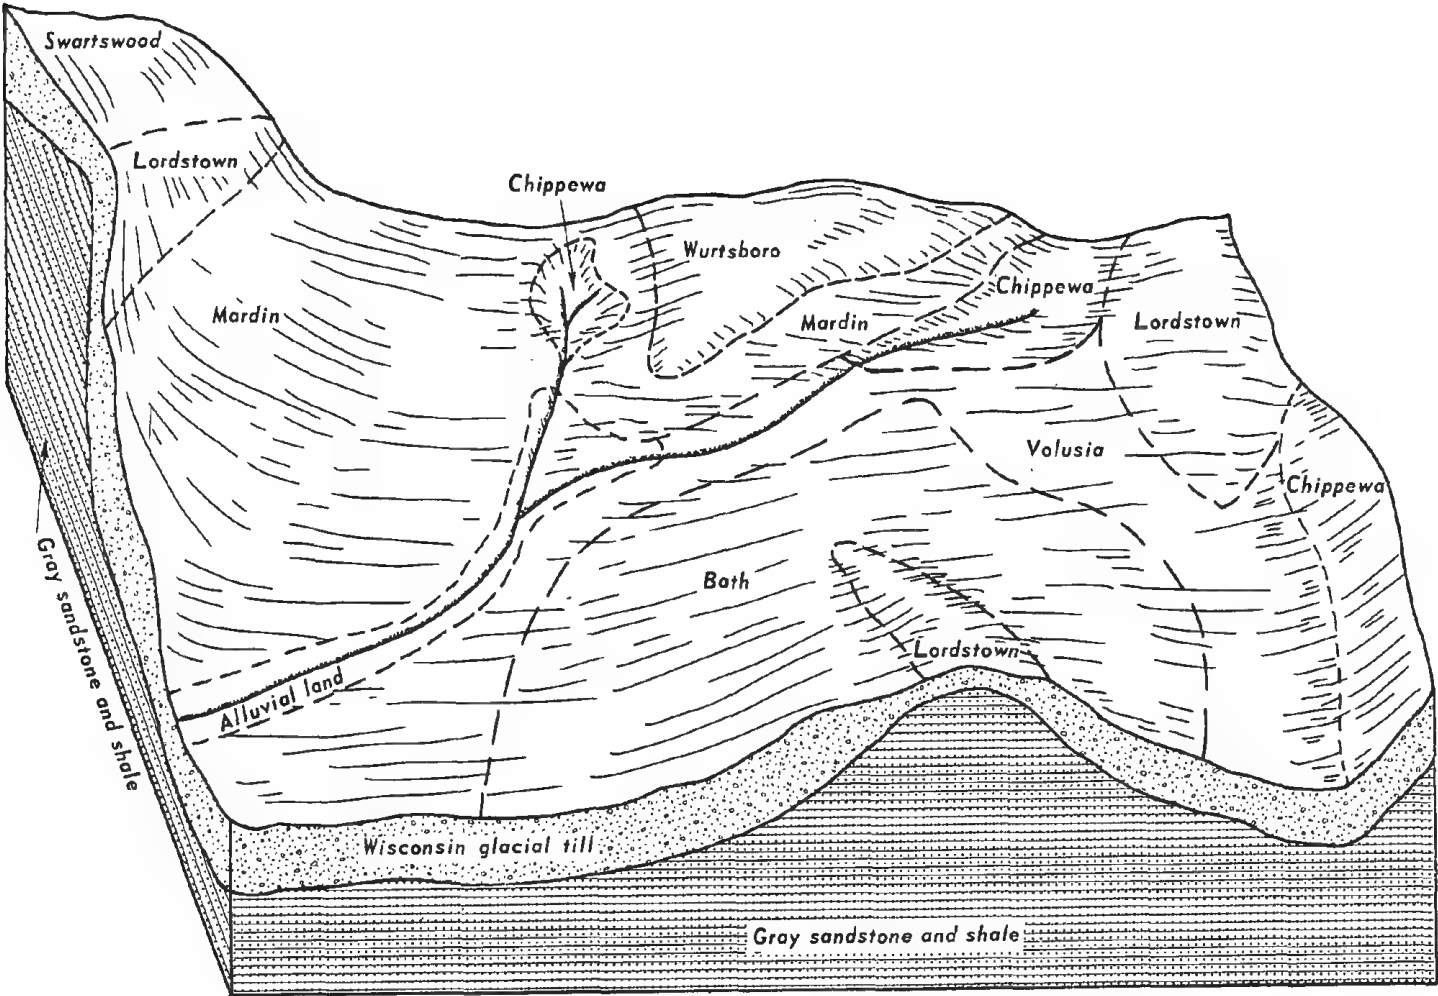 Swartswood
Lordstown
Chippewa
Wurtsboro
Chippewa
Mardin
Mardin
Lordstown
Volusia
Chippewa
Gray sandstone and shale
Bath
Lordstown
Alluvial land
Wisconsin glacial till
Gray sandstone and shale